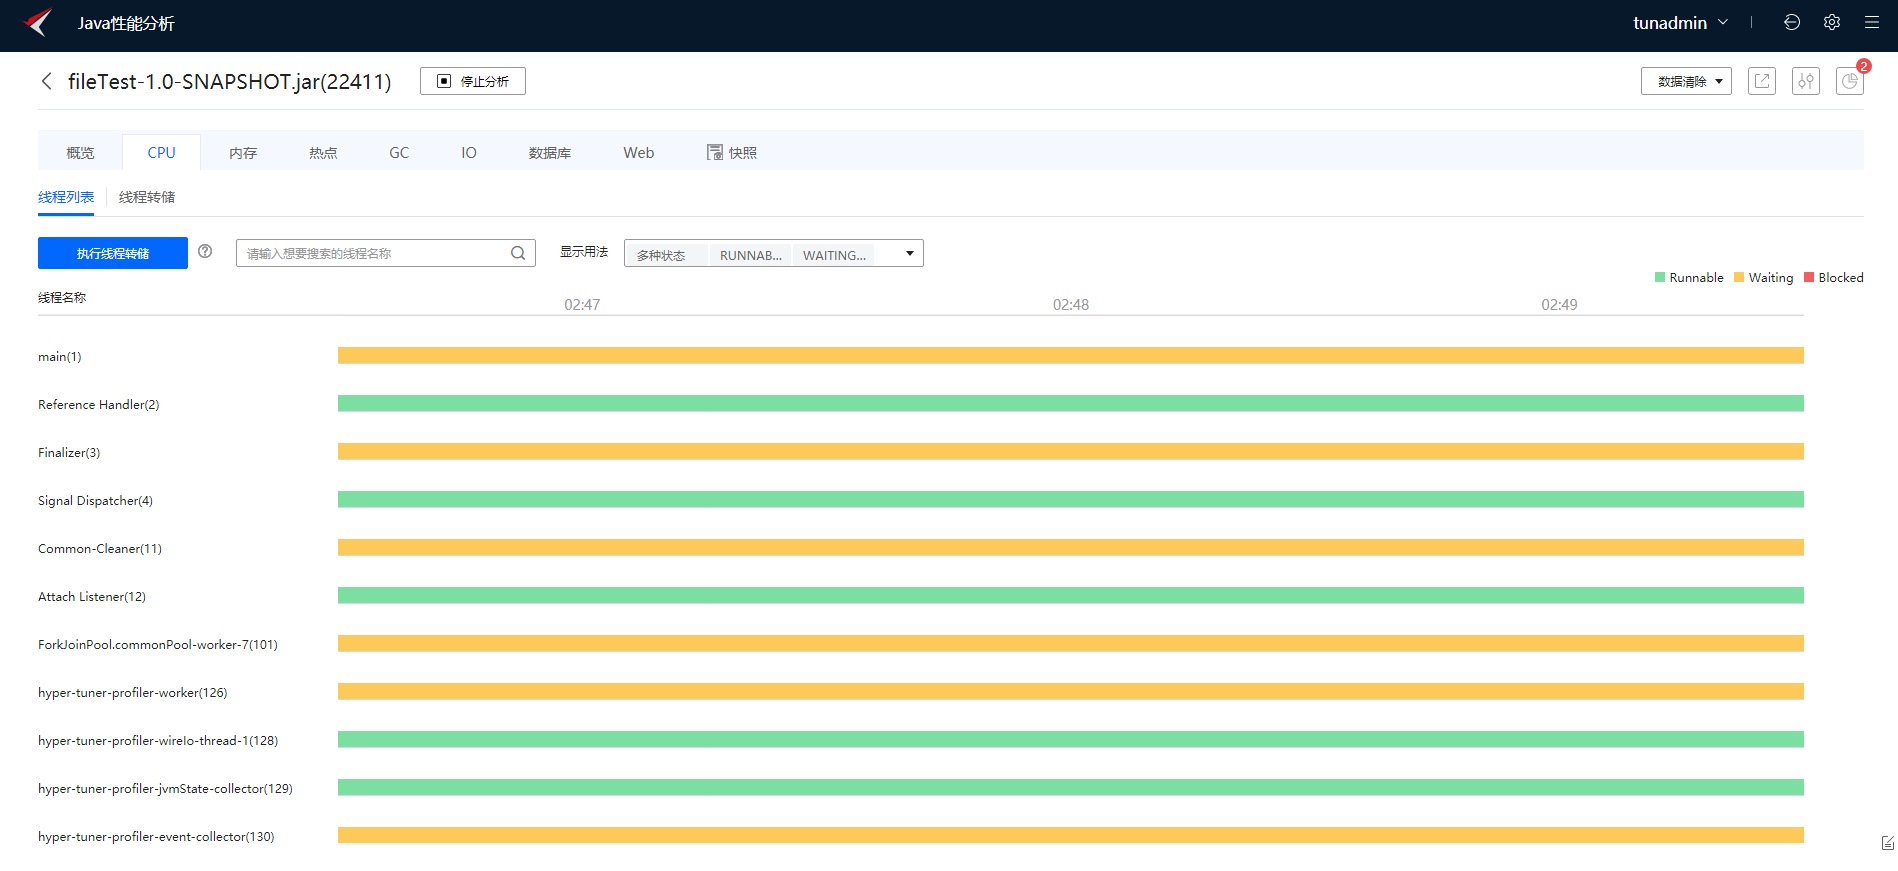 Java性能分析
tunadmin
fileTest-1.0-SNAPSHOT.jar(22411)
停止分析
数据清除
2
概览
CPU
内存
热点
GC
IO
数据库
Web
快照
线程列表
线程转储
执行线程转储
请输入想要搜索的线程名称
显示用法
多种状态
RUNNAB...
WAITING...
Runnable
Waiting
Blocked
线程名称
02:47
02:48
02:49
main(1)
Reference Handler(2)
Finalizer(3)
Signal Dispatcher(4)
Common-Cleaner(11)
Attach Listener(12)
ForkJoinPool.commonPool-worker-7(101)
hyper-tuner-profiler-worker(126)
hyper-tuner-profiler-wireIo-thread-1(128)
hyper-tuner-profiler-jvmState-collector(129)
hyper-tuner-profiler-event-collector(130)